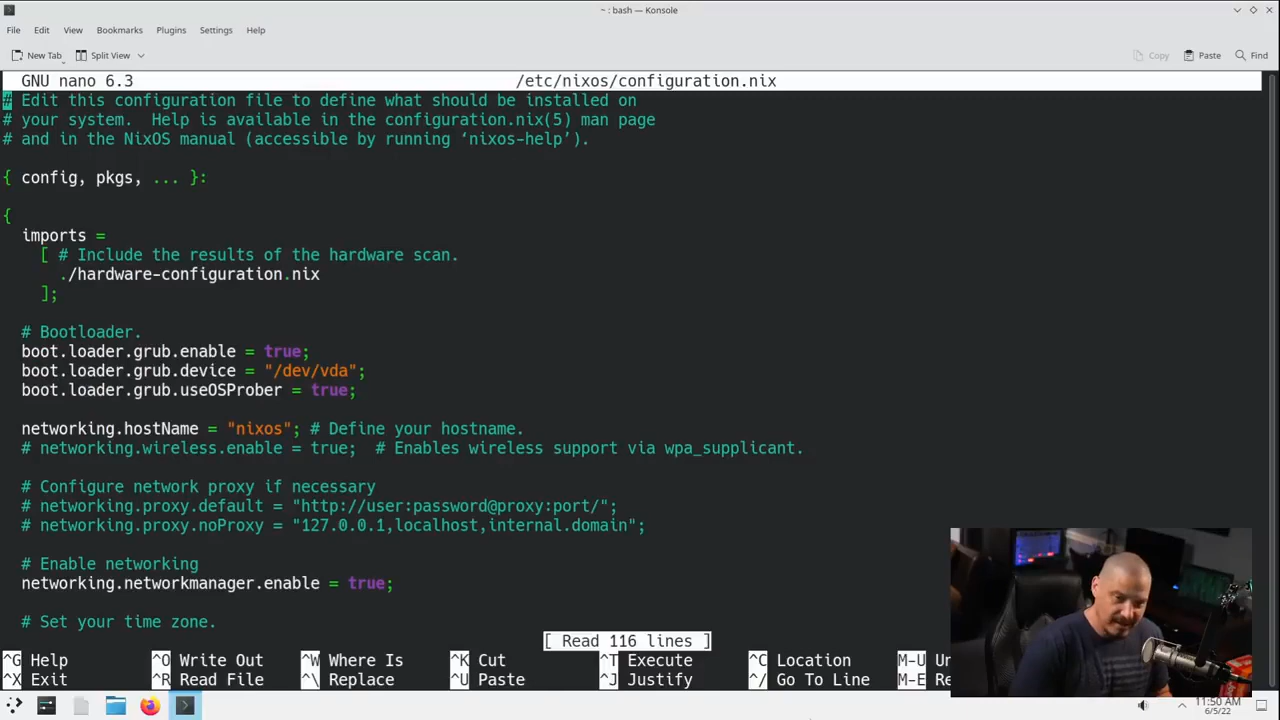 ~ : bash — Konsole
File Edit View Bookmarks Plugins Settings Help
New Tab Split View Copy Paste Find
GNU nano 6.3 /etc/nixos/configuration.nix
# Edit this configuration file to define what should be installed on
# your system.  Help is available in the configuration.nix(5) man page
# and in the NixOS manual (accessible by running ‘nixos-help’).
{ config, pkgs, ... }:
{
imports =
[ # Include the results of the hardware scan.
./hardware-configuration.nix
];
# Bootloader.
boot.loader.grub.enable = true;
boot.loader.grub.device = "/dev/vda";
boot.loader.grub.useOSProber = true;
networking.hostName = "nixos"; # Define your hostname.
# networking.wireless.enable = true;  # Enables wireless support via wpa_supplicant.
# Configure network proxy if necessary
# networking.proxy.default = "http://user:password@proxy:port/";
# networking.proxy.noProxy = "127.0.0.1,localhost,internal.domain";
# Enable networking
networking.networkmanager.enable = true;
# Set your time zone.
[ Read 116 lines ]
^G Help ^O Write Out ^W Where Is ^K Cut ^T Execute ^C Location M-U
^X Exit ^R Read File ^\ Replace ^U Paste ^J Justify ^/ Go To Line M-E
11:50 AM
6/5/22